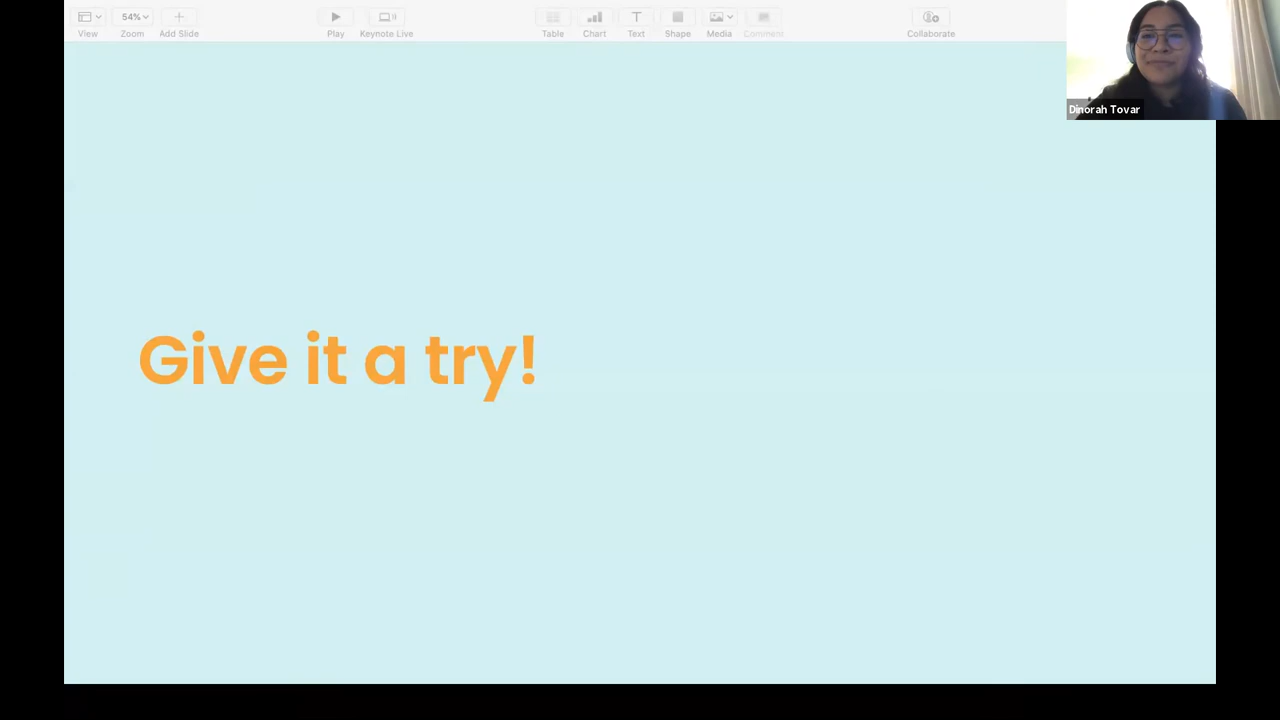 54%
View
Zoom
Add Slide
Play
Keynote Live
Table
Chart
Text
Shape
Media
Comment
Collaborate
Dinorah Tovar
Give it a try!